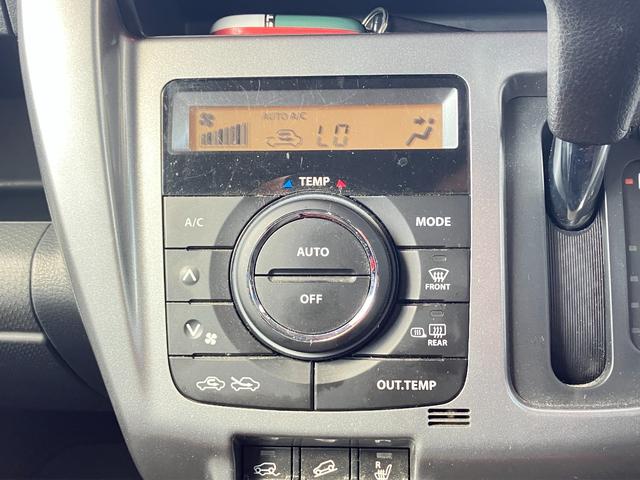 AUTO A/C
LO
TEMP
A/C
MODE
AUTO
OFF
FRONT
REAR
OUT.TEMP
R